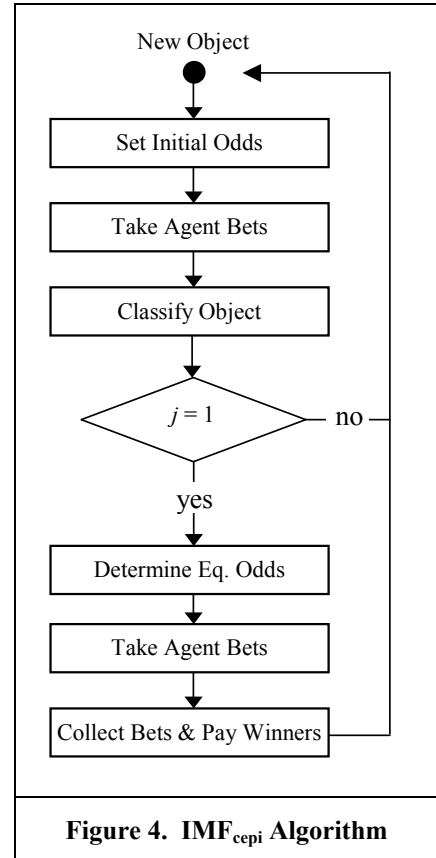 New Object
Set Initial Odds
Take Agent Bets
Classify Object
j = 1
no
yes
Determine Eq. Odds
Take Agent Bets
Collect Bets & Pay Winners
Figure 4. IMFcepi Algorithm